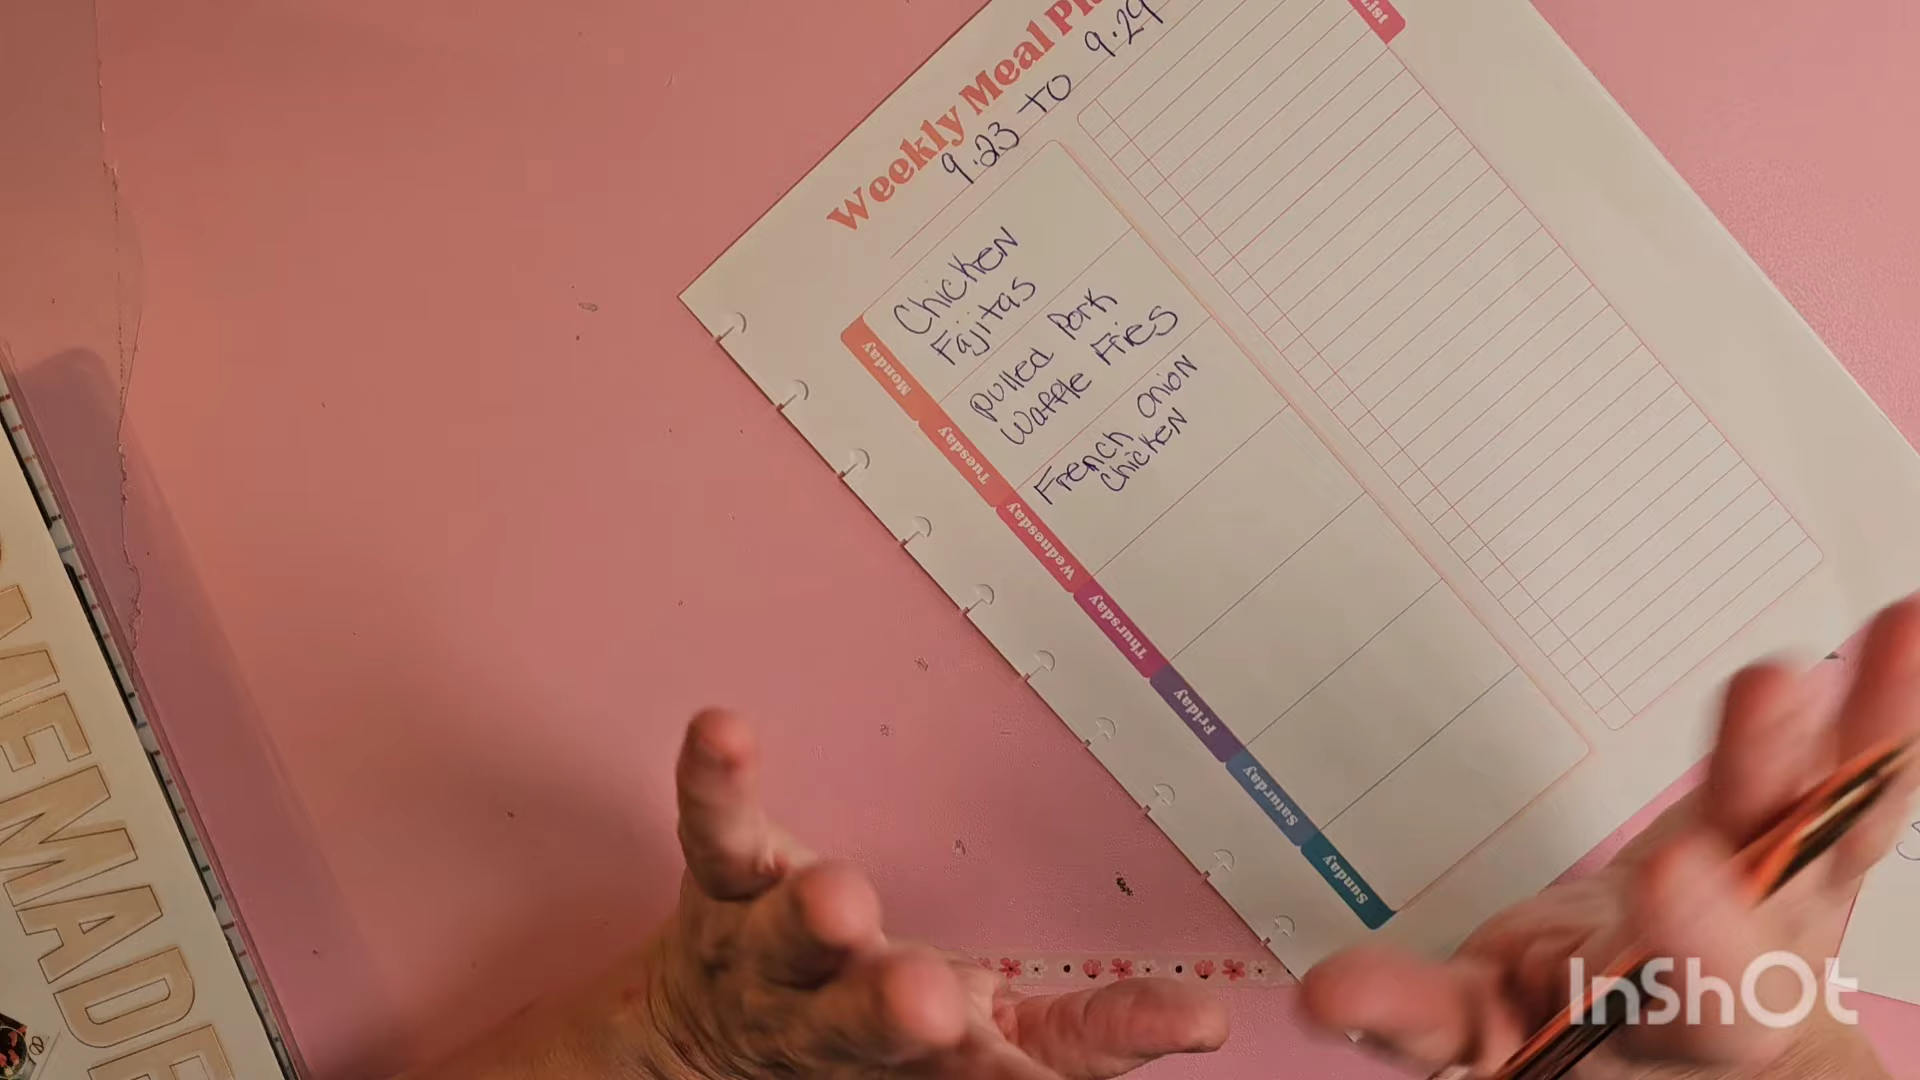 Weekly Meal Pl
9.23 to 9.29
List
Monday
Chicken
Fajitas
Tuesday
pulled Pork
Waffle Fries
Wednesday
French Onion
Chicken
Thursday
Friday
Saturday
Sunday
OMEMADE
InShOt